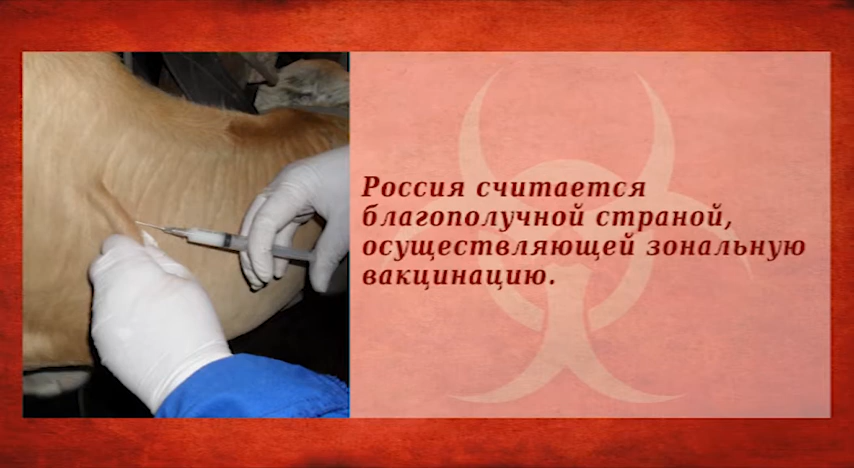 Россия считается
благополучной страной,
осуществляющей зональную
вакцинацию.